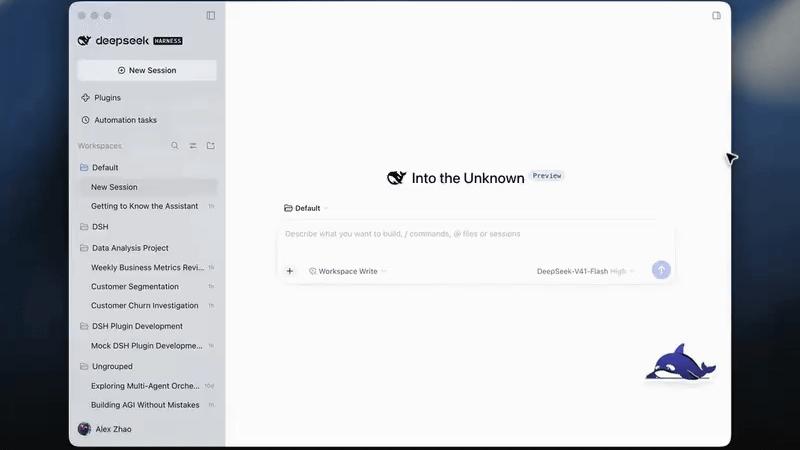 deepseek HARNESS
New Session
Plugins
Automation tasks
Workspaces
Default
New Session
Getting to Know the Assistant 1h
DSH
Data Analysis Project
Weekly Business Metrics Revi... 1h
Customer Segmentation 1h
Customer Churn Investigation 1h
DSH Plugin Development
Mock DSH Plugin Developme... 1h
Ungrouped
Exploring Multi-Agent Orche... 10d
Building AGI Without Mistakes 1h
Alex Zhao
Into the Unknown Preview
Default
Describe what you want to build, / commands, @ files or sessions
Workspace Write
DeepSeek-V41-Flash High